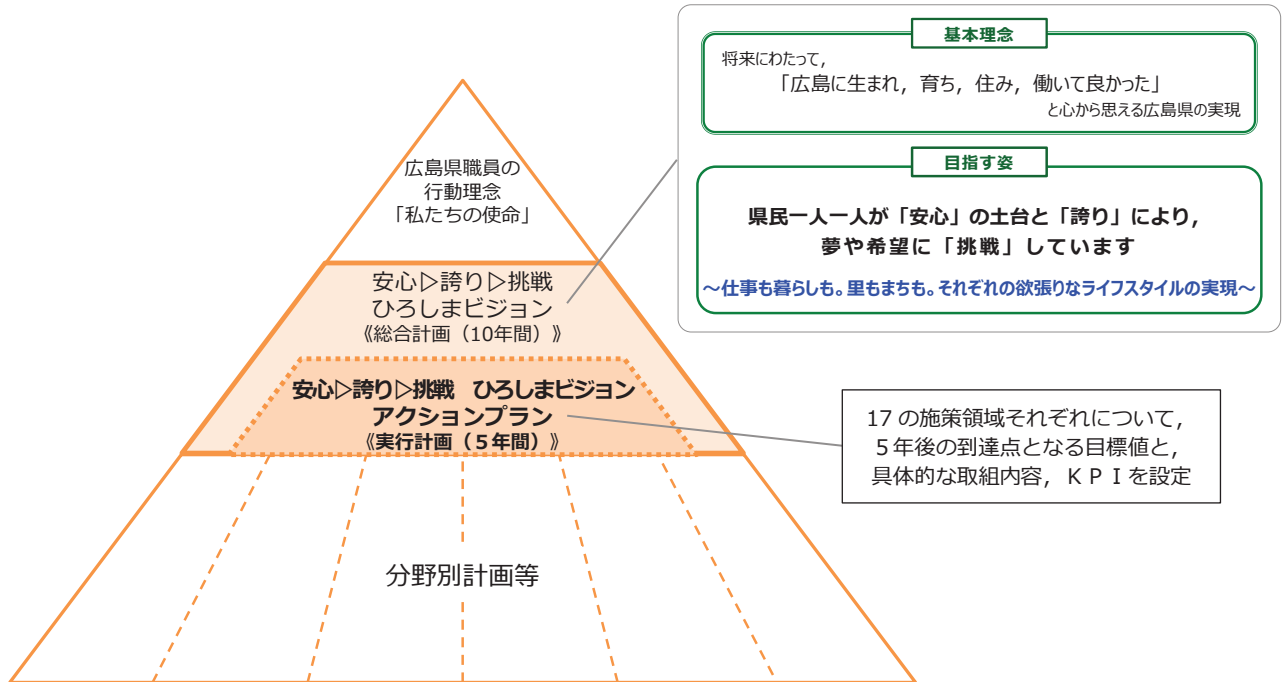 基本理念
将来にわたって，
「広島に生まれ，育ち，住み，働いて良かった」
と心から思える広島県の実現
目指す姿
県民一人一人が「安心」の土台と「誇り」により，
夢や希望に「挑戦」しています
～仕事も暮らしも。里もまちも。それぞれの欲張りなライフスタイルの実現～
広島県職員の
行動理念
「私たちの使命」
安心▷誇り▷挑戦
ひろしまビジョン
《総合計画（10年間）》
安心▷誇り▷挑戦　ひろしまビジョン
アクションプラン
《実行計画（５年間）》
17 の施策領域それぞれについて，
５年後の到達点となる目標値と，
具体的な取組内容，ＫＰＩを設定
分野別計画等